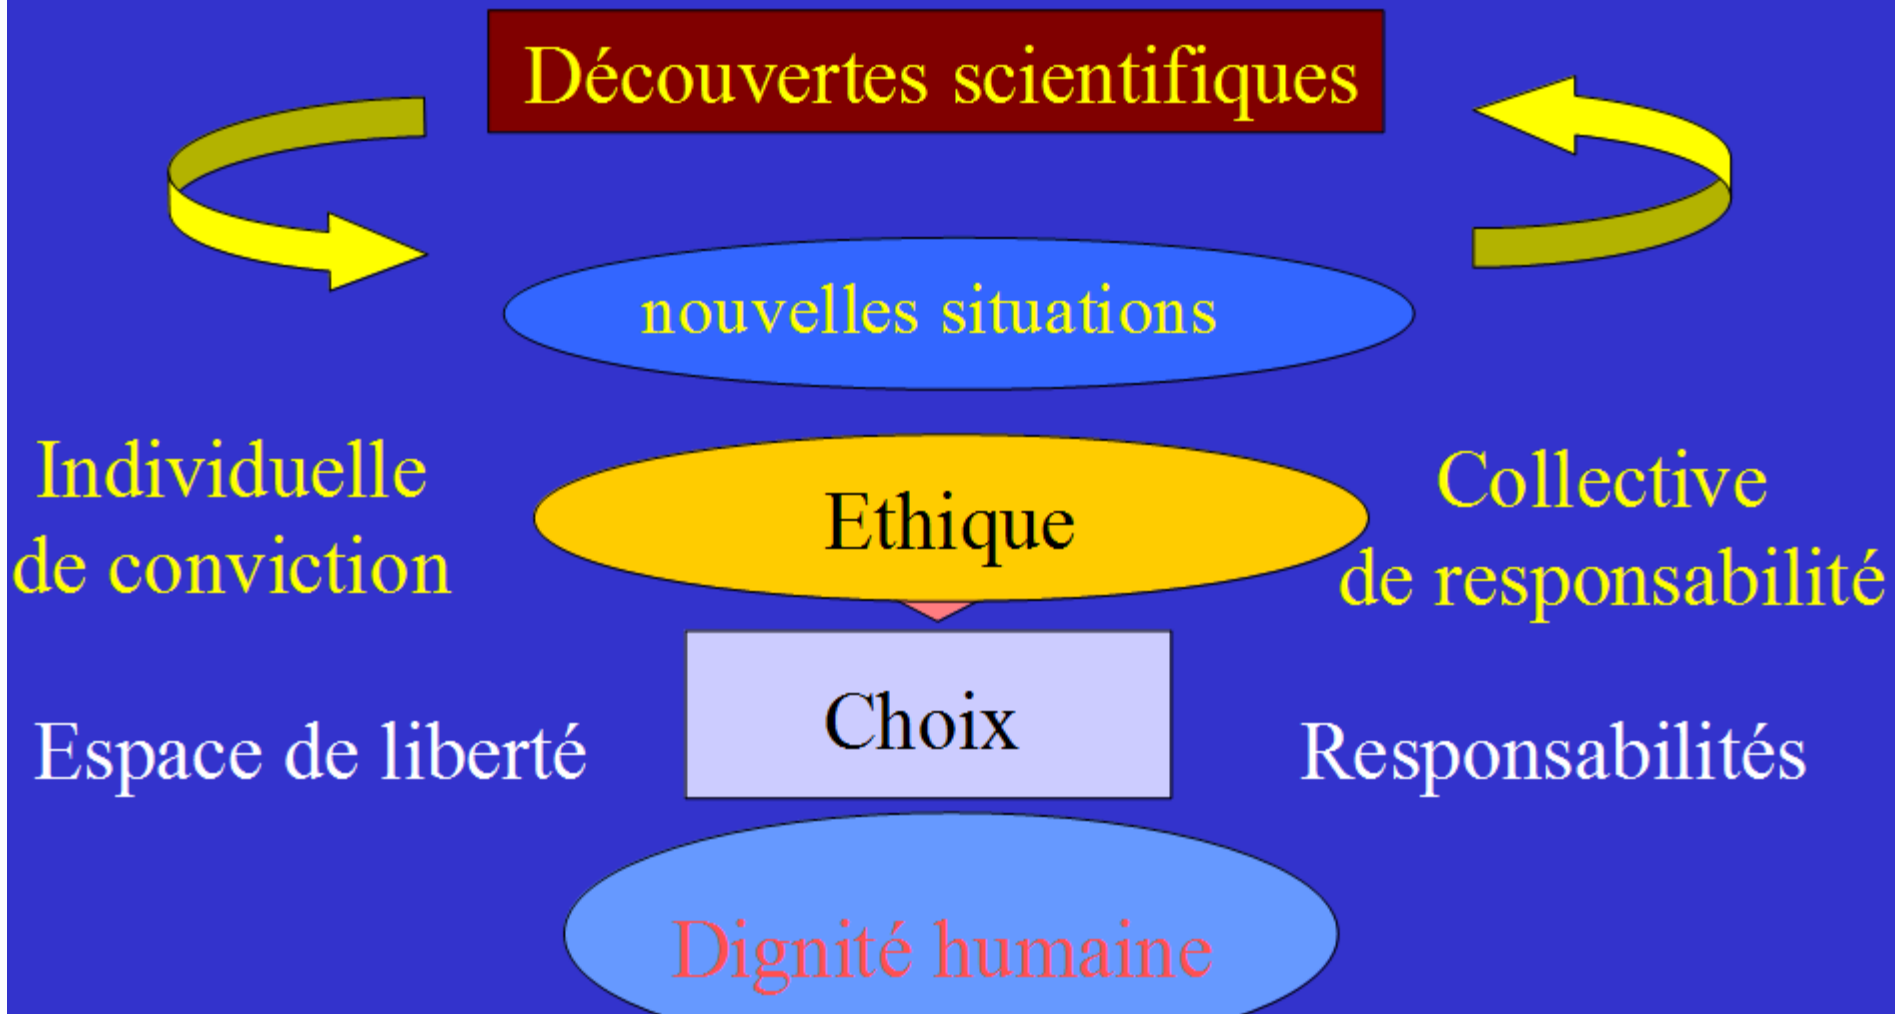 Découvertes scientifiques
nouvelles situations
Individuelle
de conviction
Ethique
Collective
de responsabilité
Espace de liberté
Choix
Responsabilités
Dignité humaine